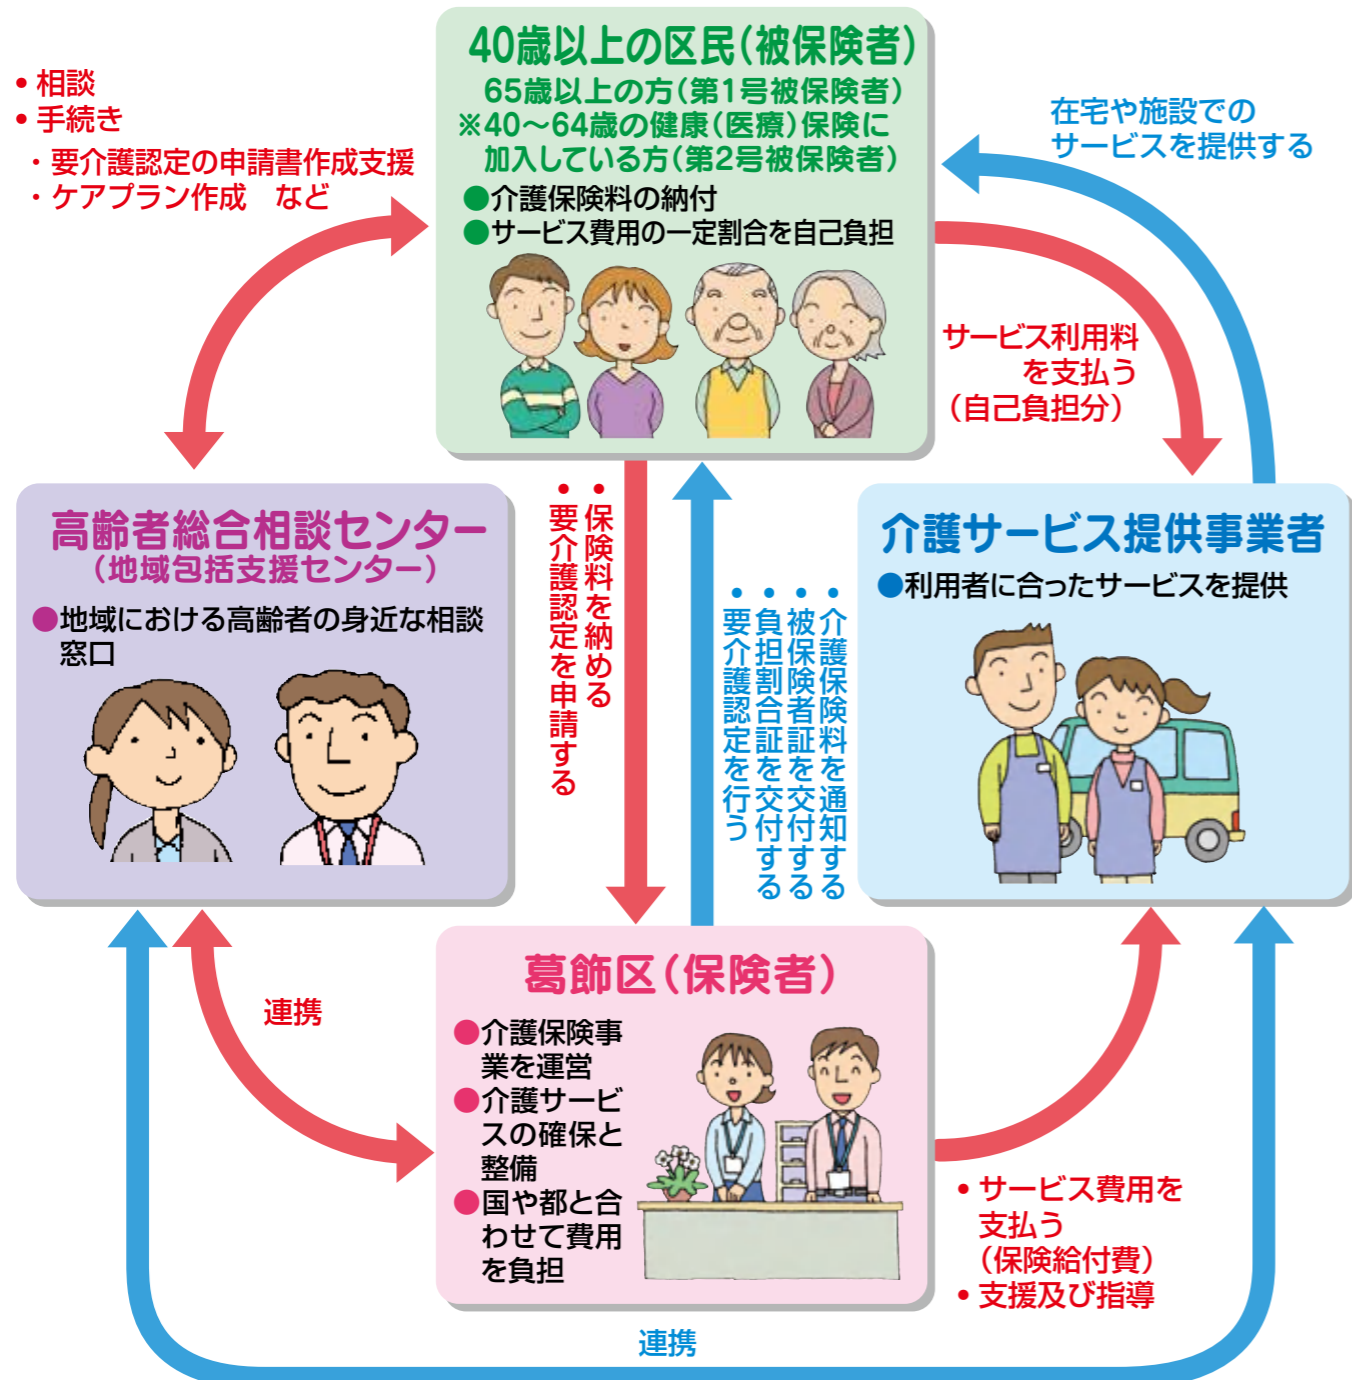 40歳以上の区民(被保険者)
65歳以上の方(第1号被保険者)
※40〜64歳の健康(医療)保険に
加入している方(第2号被保険者)
●介護保険料の納付
●サービス費用の一定割合を自己負担
• 相談
• 手続き
・要介護認定の申請書作成支援
・ケアプラン作成　など
在宅や施設での
サービスを提供する
サービス利用料
を支払う
(自己負担分)
高齢者総合相談センター
(地域包括支援センター)
●地域における高齢者の身近な相談
窓口
・保険料を納める
・要介護認定を申請する
・介護保険料を通知する
・被保険者証を交付する
・負担割合証を交付する
・要介護認定を行う
介護サービス提供事業者
●利用者に合ったサービスを提供
連携
葛飾区(保険者)
●介護保険事
業を運営
●介護サービ
スの確保と
整備
●国や都と合
わせて費用
を負担
• サービス費用を
支払う
(保険給付費)
• 支援及び指導
連携